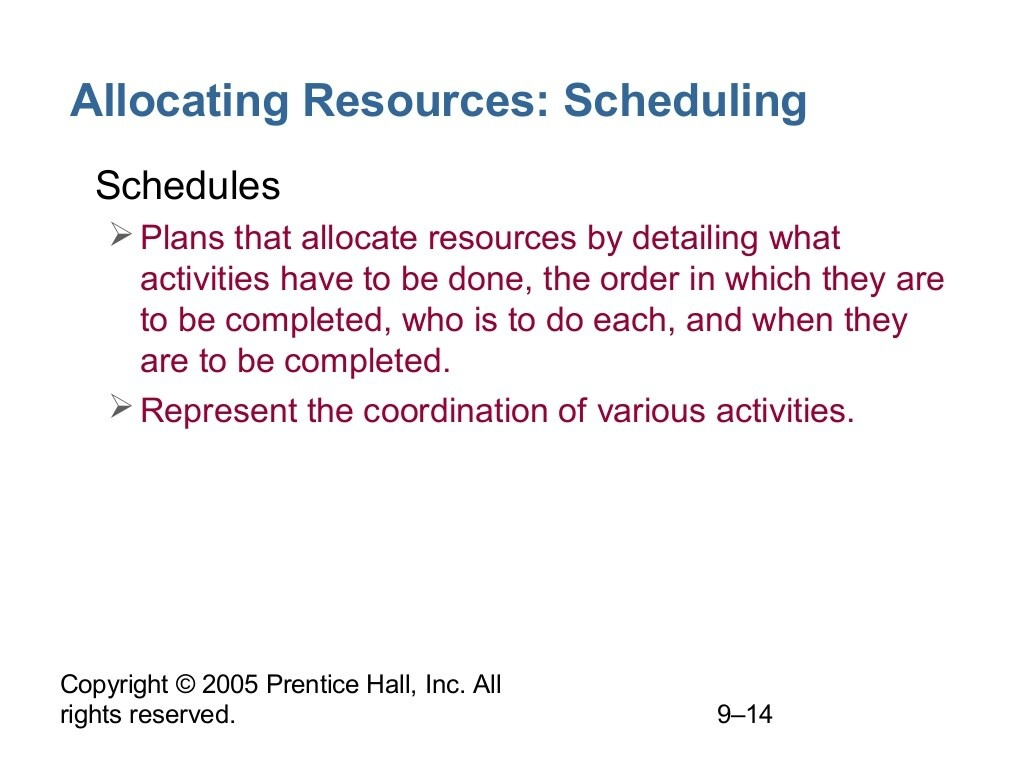 Allocating Resources: Scheduling
Schedules
Plans that allocate resources by detailing what
activities have to be done, the order in which they are
to be completed, who is to do each, and when they
are to be completed.
Represent the coordination of various activities.
Copyright © 2005 Prentice Hall, Inc. All
rights reserved.
9–14